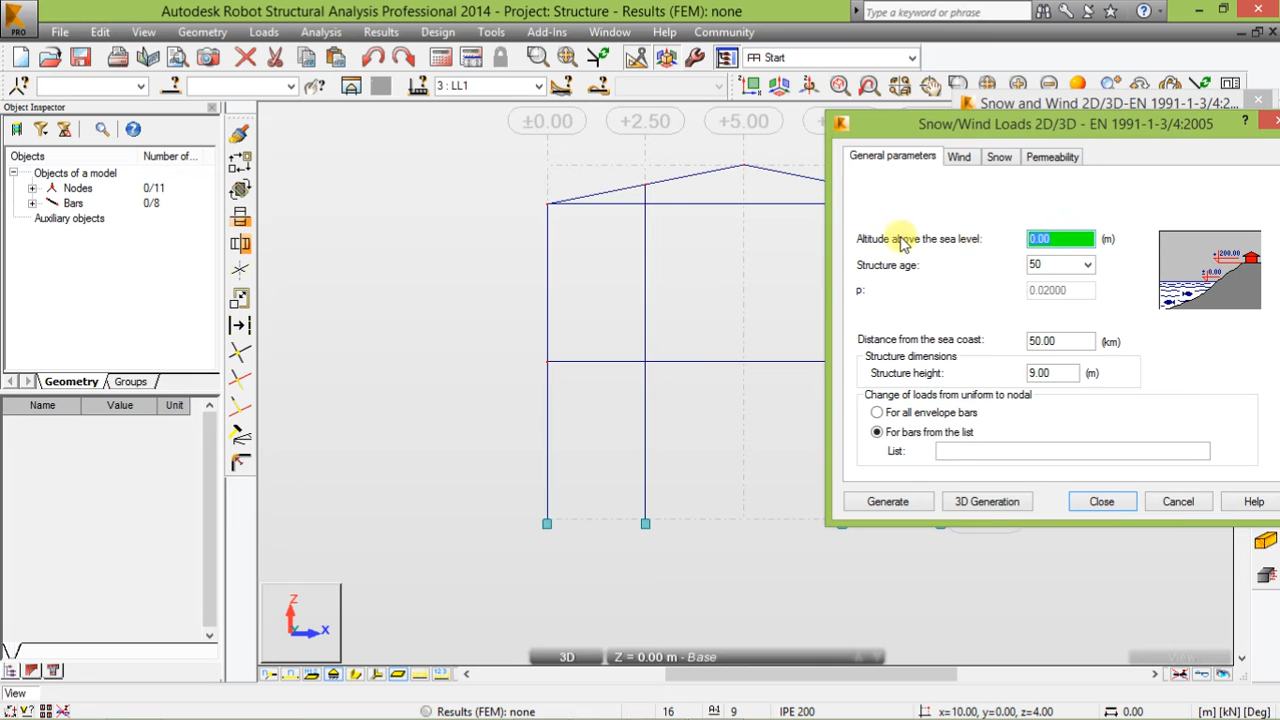 Autodesk Robot Structural Analysis Professional 2014 - Project: Structure - Results (FEM): none
Type a keyword or phrase
PRO
File Edit View Geometry Loads Analysis Results Design Tools Add-Ins Window Help Community
Start
3 : LL1
Object Inspector
Snow and Wind 2D/3D-EN 1991-1-3/4:2...
±0.00
+2.50
+5.00
Snow/Wind Loads 2D/3D - EN 1991-1-3/4:2005
?
General parameters Wind Snow Permeability
Objects Number of...
Objects of a model
Nodes 0/11
Bars 0/8
Auxiliary objects
Altitude above the sea level: 0.00 (m)
Structure age: 50
p: 0.02000
+200.00
±0.00
Distance from the sea coast: 50.00 (km)
Structure dimensions
Structure height: 9.00 (m)
Geometry Groups
Change of loads from uniform to nodal
Name Value Unit
For all envelope bars
For bars from the list
List:
Generate 3D Generation Close Cancel Help
Z
X
3D Z = 0.00 m - Base
View
View
Results (FEM): none 16 9 IPE 200 x=10.00, y=0.00, z=4.00 0.00 [m] [kN] [Deg]